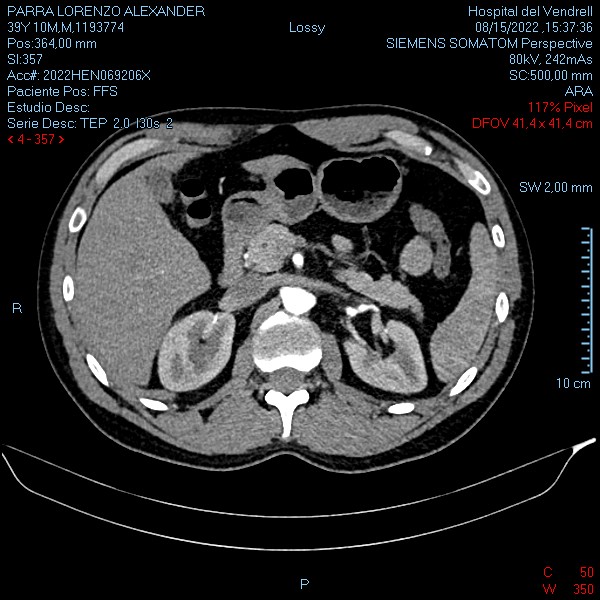 PARRA LORENZO ALEXANDER
39Y 10M,M,1193774
Pos:364,00 mm
SI:357
Acc#: 2022HEN069206X
Paciente Pos: FFS
Estudio Desc:
Serie Desc: TEP 2.0 I30s 2
< 4 - 357 >
Lossy
Hospital del Vendrell
08/15/2022 ,15:37:36
SIEMENS SOMATOM Perspective
80kV, 242mAs
SC:500,00 mm
ARA
117% Pixel
DFOV 41,4 x 41,4 cm
SW 2,00 mm
R
10 cm
P
C 50
W 350